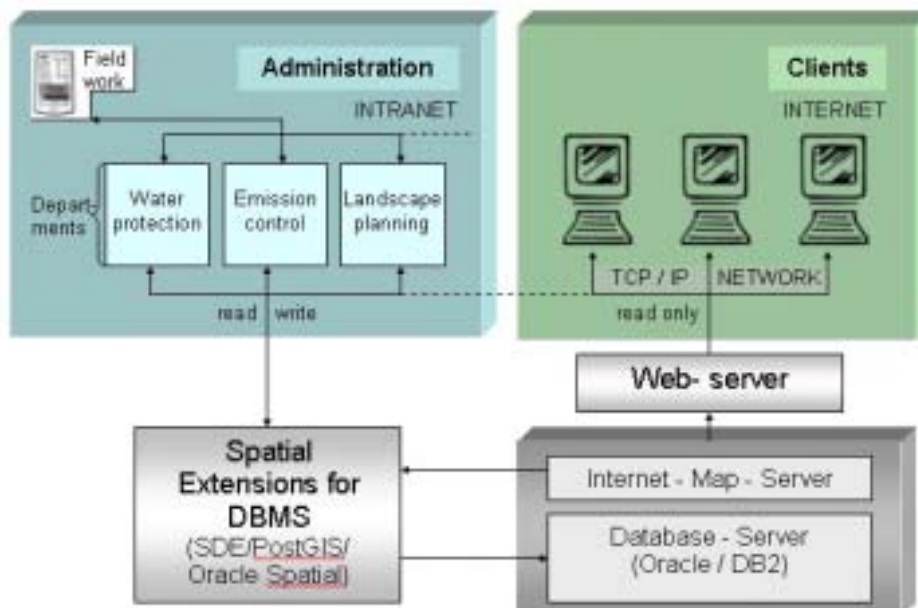 Field
work
Administration
INTRANET
Depart-
ments
Water
protection
Emission
control
Landscape
planning
read write
Clients
INTERNET
TCP / IP NETWORK
read only
Web- server
Spatial
Extensions for
DBMS
(SDE/PostGIS/
Oracle Spatial)
Internet - Map - Server
Database - Server
(Oracle / DB2)